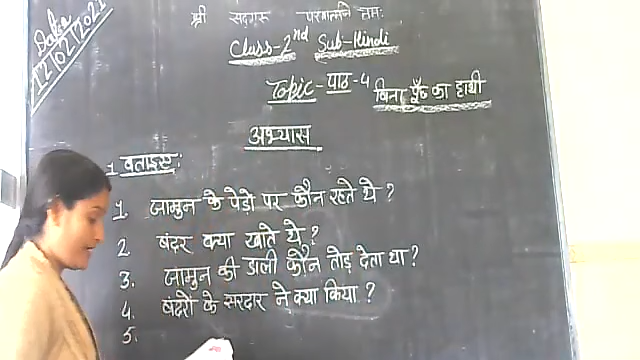 श्री सदगुरू परमात्मने नमः
Date
12/02/2021
Class-2nd Sub-Hindi
Topic-पाठ-4 बिना पूँछ का हाथी
अभ्यास
1 बताइए:
1. जामुन के पेड़ो पर कौन रहते थे?
2. बंदर क्या खाते थे?
3. जामुन की डाली कौन तोड़ देता था?
4. बंदरो के सरदार ने क्या किया?
5.